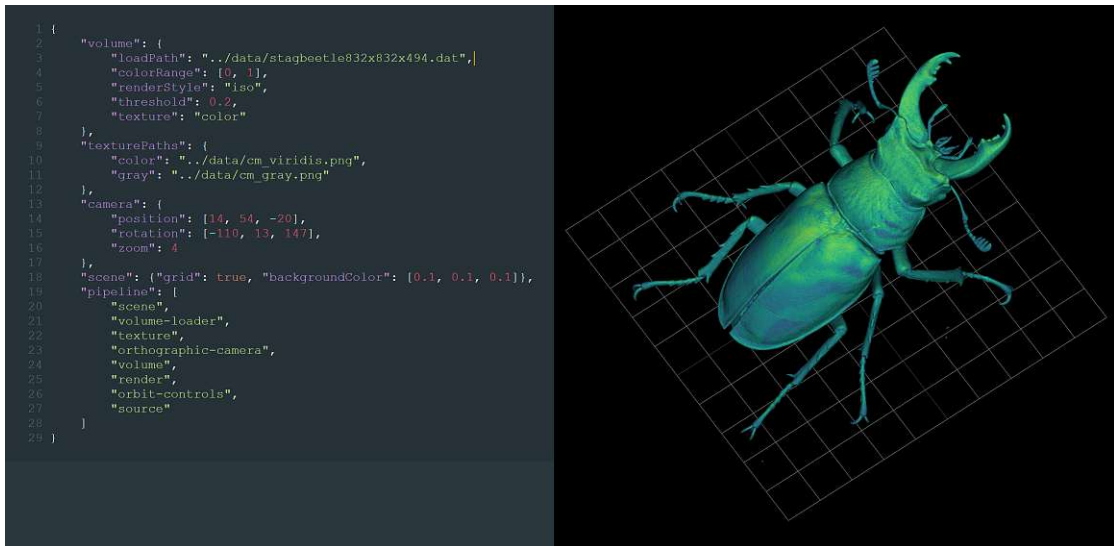 1 {
2 "volume": {
3 "loadPath": "../data/stagbeetle832x832x494.dat",
4 "colorRange": [0, 1],
5 "renderStyle": "iso",
6 "threshold": 0.2,
7 "texture": "color"
8 },
9 "texturePaths": {
10 "color": "../data/cm_viridis.png",
11 "gray": "../data/cm_gray.png"
12 },
13 "camera": {
14 "position": [14, 54, -20],
15 "rotation": [-110, 13, 147],
16 "zoom": 4
17 },
18 "scene": {"grid": true, "backgroundColor": [0.1, 0.1, 0.1]},
19 "pipeline": [
20 "scene",
21 "volume-loader",
22 "texture",
23 "orthographic-camera",
24 "volume",
25 "render",
26 "orbit-controls",
27 "source"
28 ]
29 }